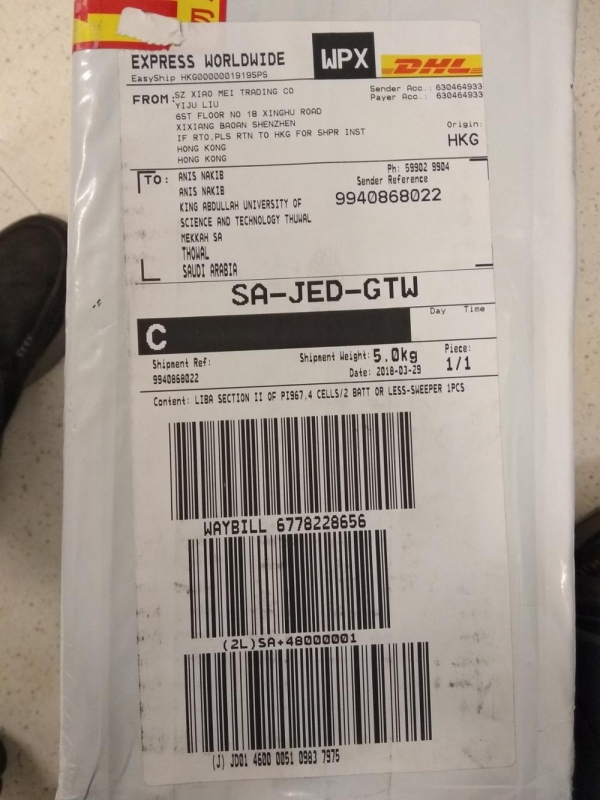 EXPRESS WORLDWIDE
WPX
DHL
EasyShip HKG0000001919SPS
Sender Acc.: 630464933
Payer Acc.: 630464933
FROM: SZ XIAO MEI TRADING CO
YIJU LIU
6ST FLOOR NO 18 XINGHU ROAD
XIXIANG BAOAN SHENZHEN
IF RTO,PLS RTN TO HKG FOR SHPR INST
HONG KONG
HONG KONG
Origin:
HKG
TO: ANIS NAKIB
ANIS NAKIB
KING ABDULLAH UNIVERSITY OF
SCIENCE AND TECHNOLOGY THUWAL
MEKKAH SA
THOWAL
SAUDI ARABIA
Ph: 59902 9904
Sender Reference
9940868022
SA-JED-GTW
Day Time
C
Shipment Ref:
9940868022
Shipment Weight: 5.0kg
Date: 2018-03-29
Piece:
1/1
Content: LIBA SECTION II OF PI967,4 CELLS/2 BATT OR LESS-SWEEPER 1PCS
WAYBILL 6778228656
(2L)SA+48000001
(J) JD01 4600 0051 0983 7975